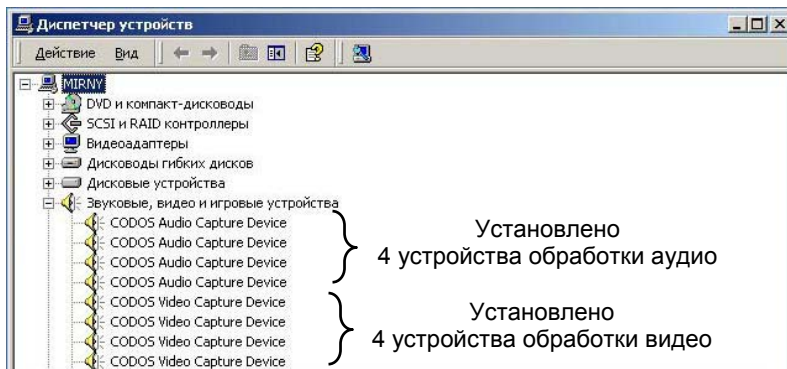 Диспетчер устройств
Действие Вид
MIRNY
DVD и компакт-дисководы
SCSI и RAID контроллеры
Видеоадаптеры
Дисководы гибких дисков
Дисковые устройства
Звуковые, видео и игровые устройства
CODOS Audio Capture Device
CODOS Audio Capture Device
CODOS Audio Capture Device
CODOS Audio Capture Device
Установлено
4 устройства обработки аудио
CODOS Video Capture Device
CODOS Video Capture Device
CODOS Video Capture Device
CODOS Video Capture Device
Установлено
4 устройства обработки видео